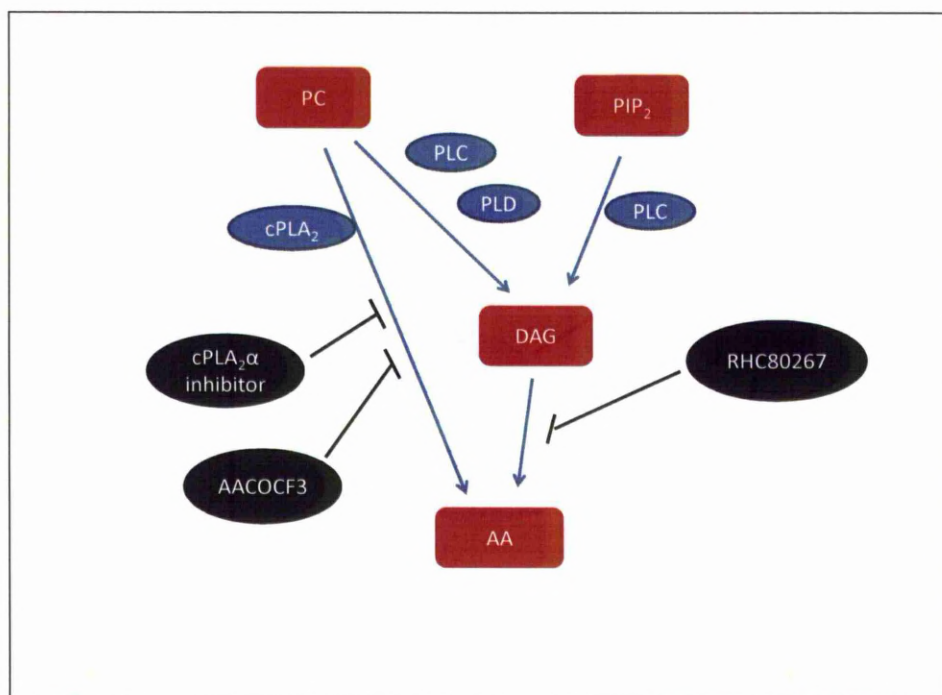 PC
PIP₂
PLC
PLD
PLC
cPLA₂
DAG
cPLA₂α
inhibitor
RHC80267
AACOCF3
AA